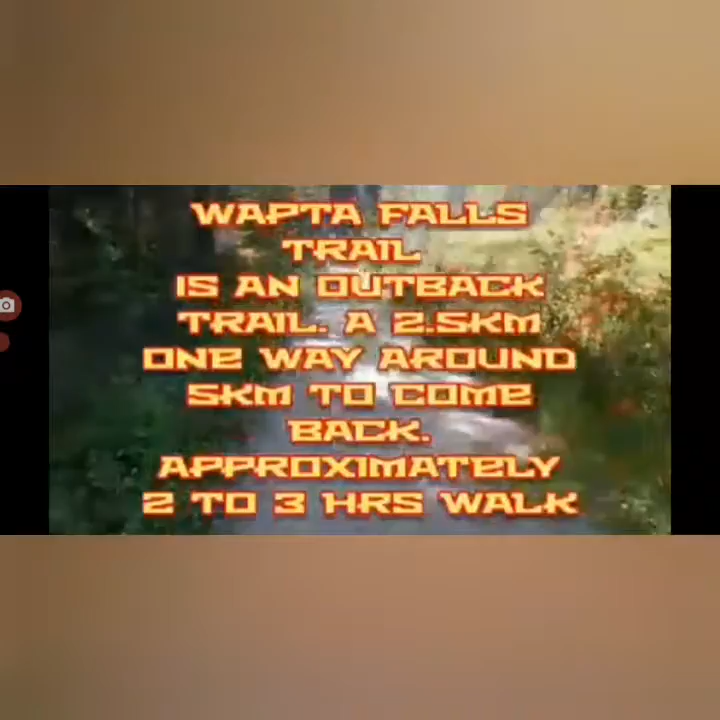 WAPTA FALLS
TRAIL
IS AN OUTBACK
TRAIL. A 2.5KM
ONE WAY AROUND
5KM TO COME
BACK.
APPROXIMATELY
2 TO 3 HRS WALK